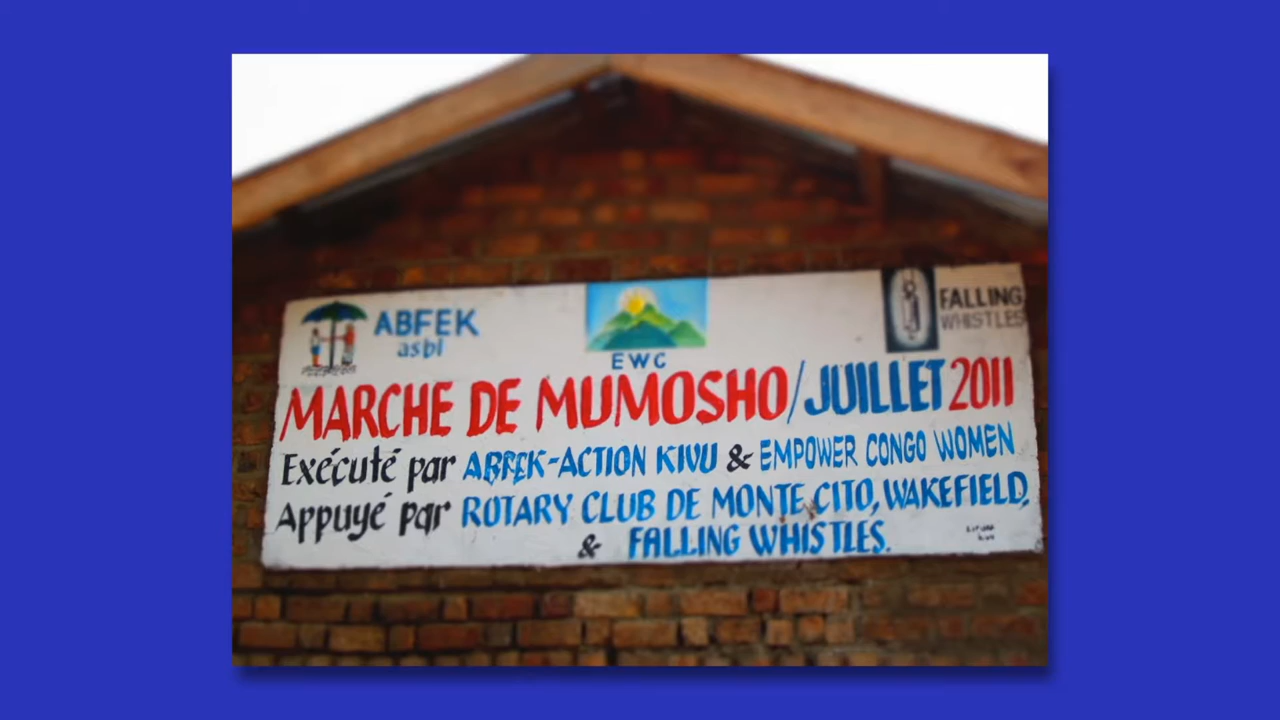 ABFEK
asbl
EWC
FALLING
WHISTLES
MARCHE DE MUMOSHO/JUILLET 2011
Exécuté par ABFEK-ACTION KIVU & EMPOWER CONGO WOMEN
Appuyé par ROTARY CLUB DE MONTE CITO, WAKEFIELD,
& FALLING WHISTLES.